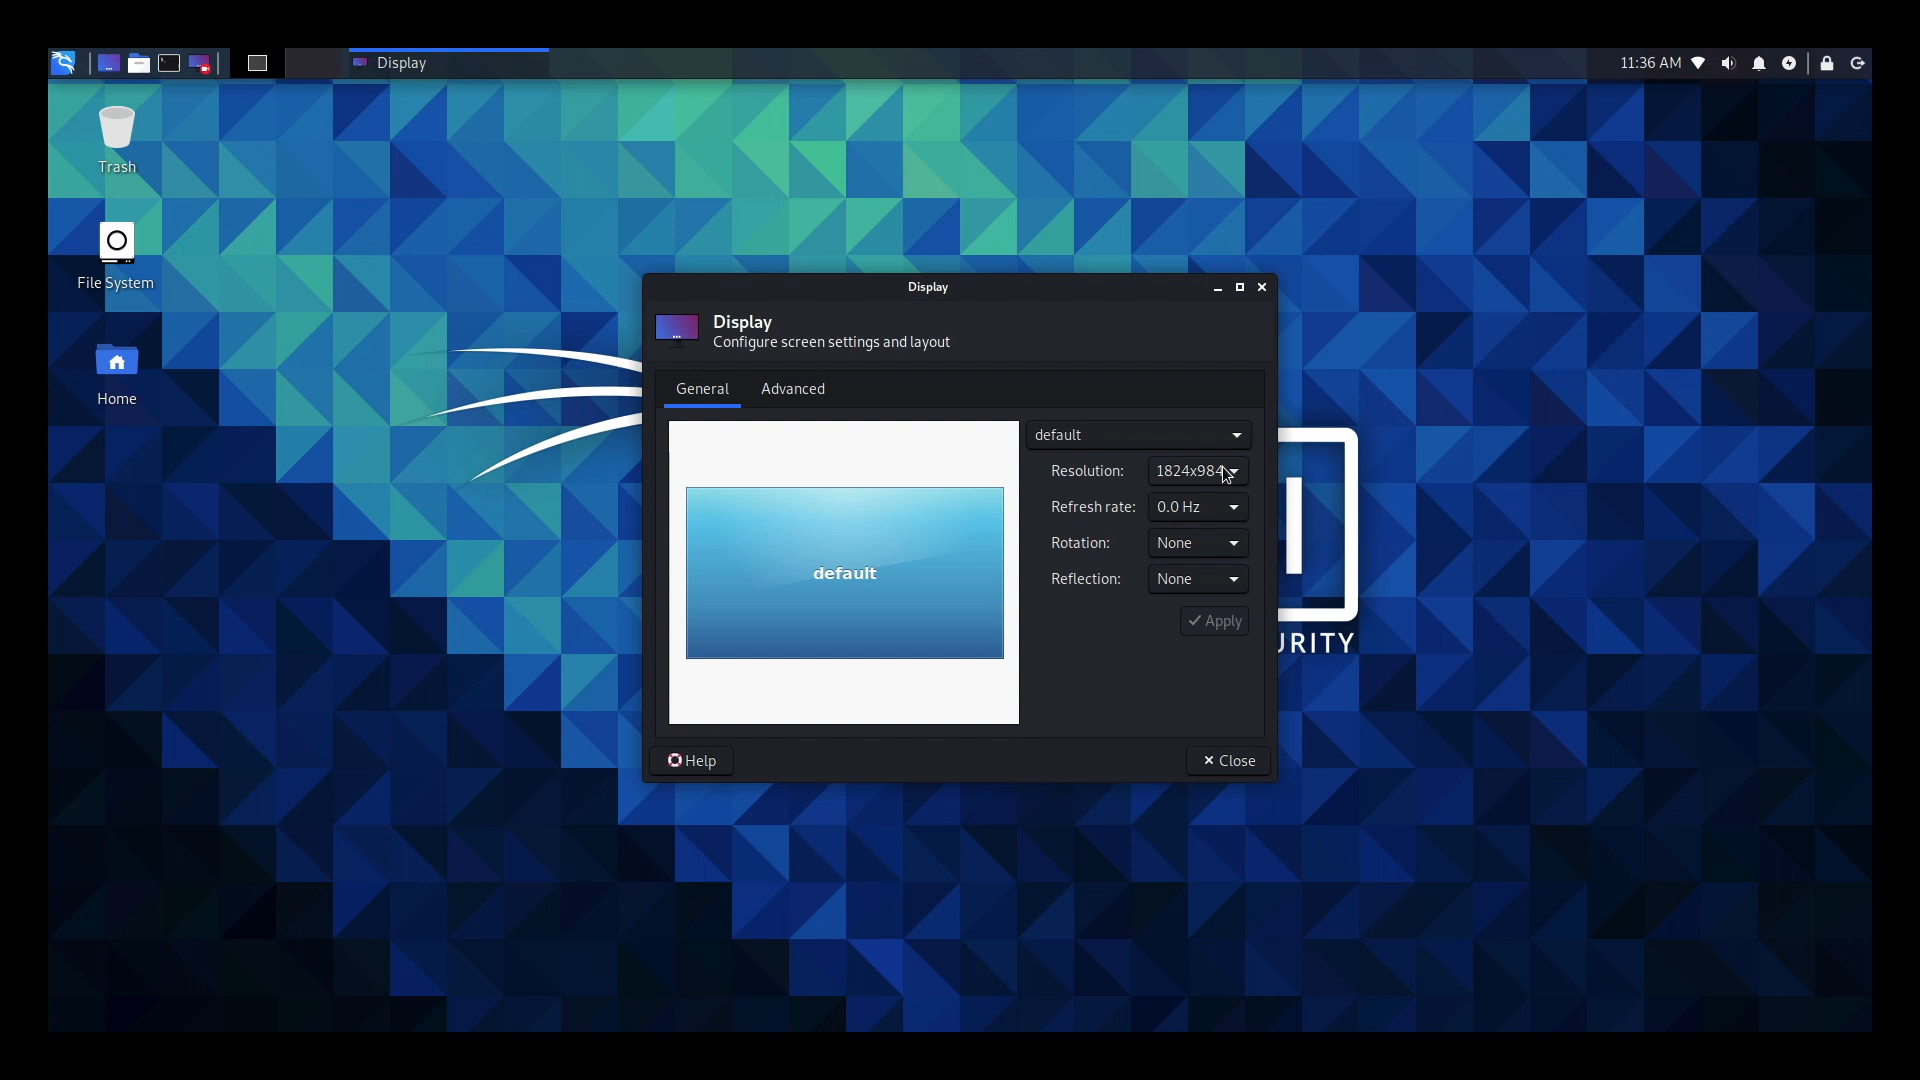 Display
11:36 AM
Trash
File System
Home
Display
Display
Configure screen settings and layout
General
Advanced
default
default
Resolution:
1824x984
Refresh rate:
0.0 Hz
Rotation:
None
Reflection:
None
Apply
Help
Close
URITY